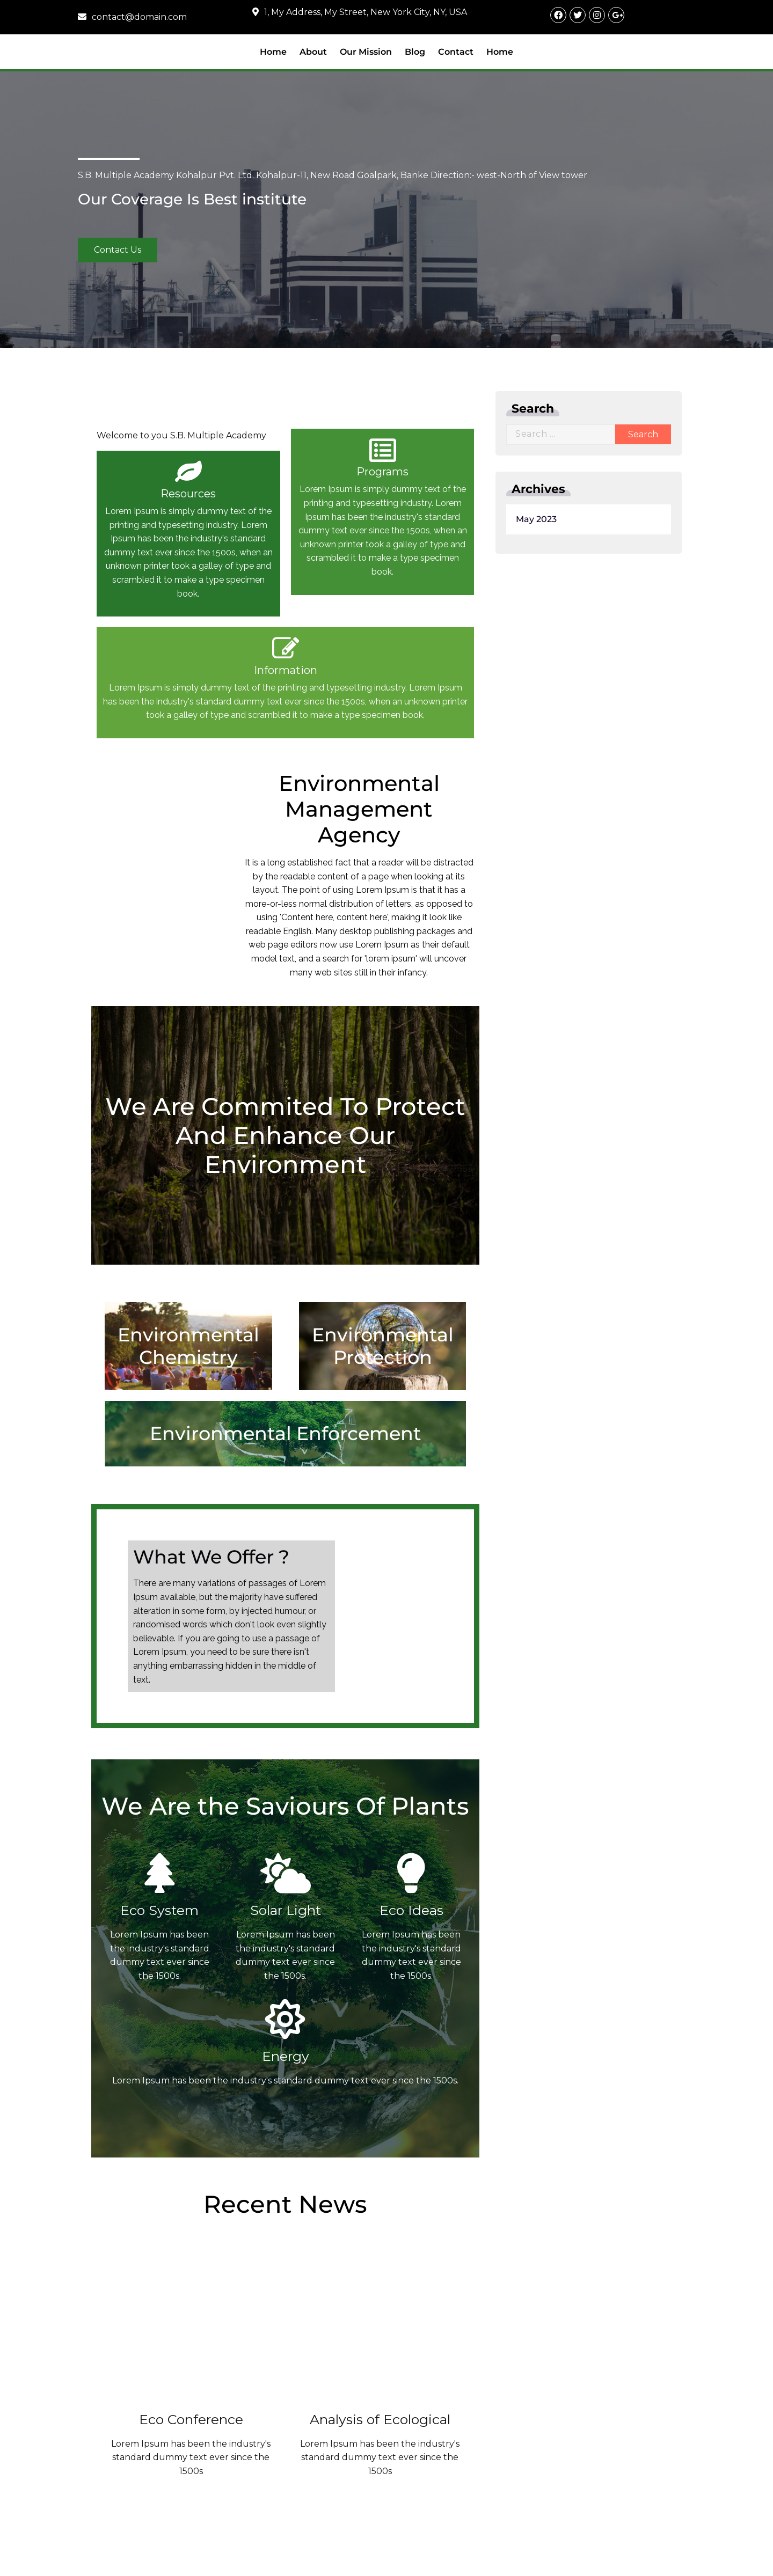 contact@domain.com
1, My Address, My Street, New York City, NY, USA
Home About Our Mission Blog Contact Home
S.B. Multiple Academy Kohalpur Pvt. Ltd. Kohalpur-11, New Road Goalpark, Banke Direction:- west-North of View tower
Our Coverage Is Best institute
Contact Us
Welcome to you S.B. Multiple Academy
Resources
Lorem Ipsum is simply dummy text of the
printing and typesetting industry. Lorem
Ipsum has been the industry's standard
dummy text ever since the 1500s, when an
unknown printer took a galley of type and
scrambled it to make a type specimen
book.
Programs
Lorem Ipsum is simply dummy text of the
printing and typesetting industry. Lorem
Ipsum has been the industry's standard
dummy text ever since the 1500s, when an
unknown printer took a galley of type and
scrambled it to make a type specimen
book.
Information
Lorem Ipsum is simply dummy text of the printing and typesetting industry. Lorem Ipsum
has been the industry's standard dummy text ever since the 1500s, when an unknown printer
took a galley of type and scrambled it to make a type specimen book.
Search
Search ...
Search
Archives
May 2023
Environmental
Management
Agency
It is a long established fact that a reader will be distracted
by the readable content of a page when looking at its
layout. The point of using Lorem Ipsum is that it has a
more-or-less normal distribution of letters, as opposed to
using 'Content here, content here', making it look like
readable English. Many desktop publishing packages and
web page editors now use Lorem Ipsum as their default
model text, and a search for 'lorem ipsum' will uncover
many web sites still in their infancy.
We Are Commited To Protect
And Enhance Our
Environment
Environmental
Chemistry
Environmental
Protection
Environmental Enforcement
What We Offer ?
There are many variations of passages of Lorem
Ipsum available, but the majority have suffered
alteration in some form, by injected humour, or
randomised words which don't look even slightly
believable. If you are going to use a passage of
Lorem Ipsum, you need to be sure there isn't
anything embarrassing hidden in the middle of
text.
We Are the Saviours Of Plants
Eco System
Lorem Ipsum has been
the industry's standard
dummy text ever since
the 1500s.
Solar Light
Lorem Ipsum has been
the industry's standard
dummy text ever since
the 1500s.
Eco Ideas
Lorem Ipsum has been
the industry's standard
dummy text ever since
the 1500s.
Energy
Lorem Ipsum has been the industry's standard dummy text ever since the 1500s.
Recent News
Eco Conference
Lorem Ipsum has been the industry's
standard dummy text ever since the
1500s
Analysis of Ecological
Lorem Ipsum has been the industry's
standard dummy text ever since the
1500s